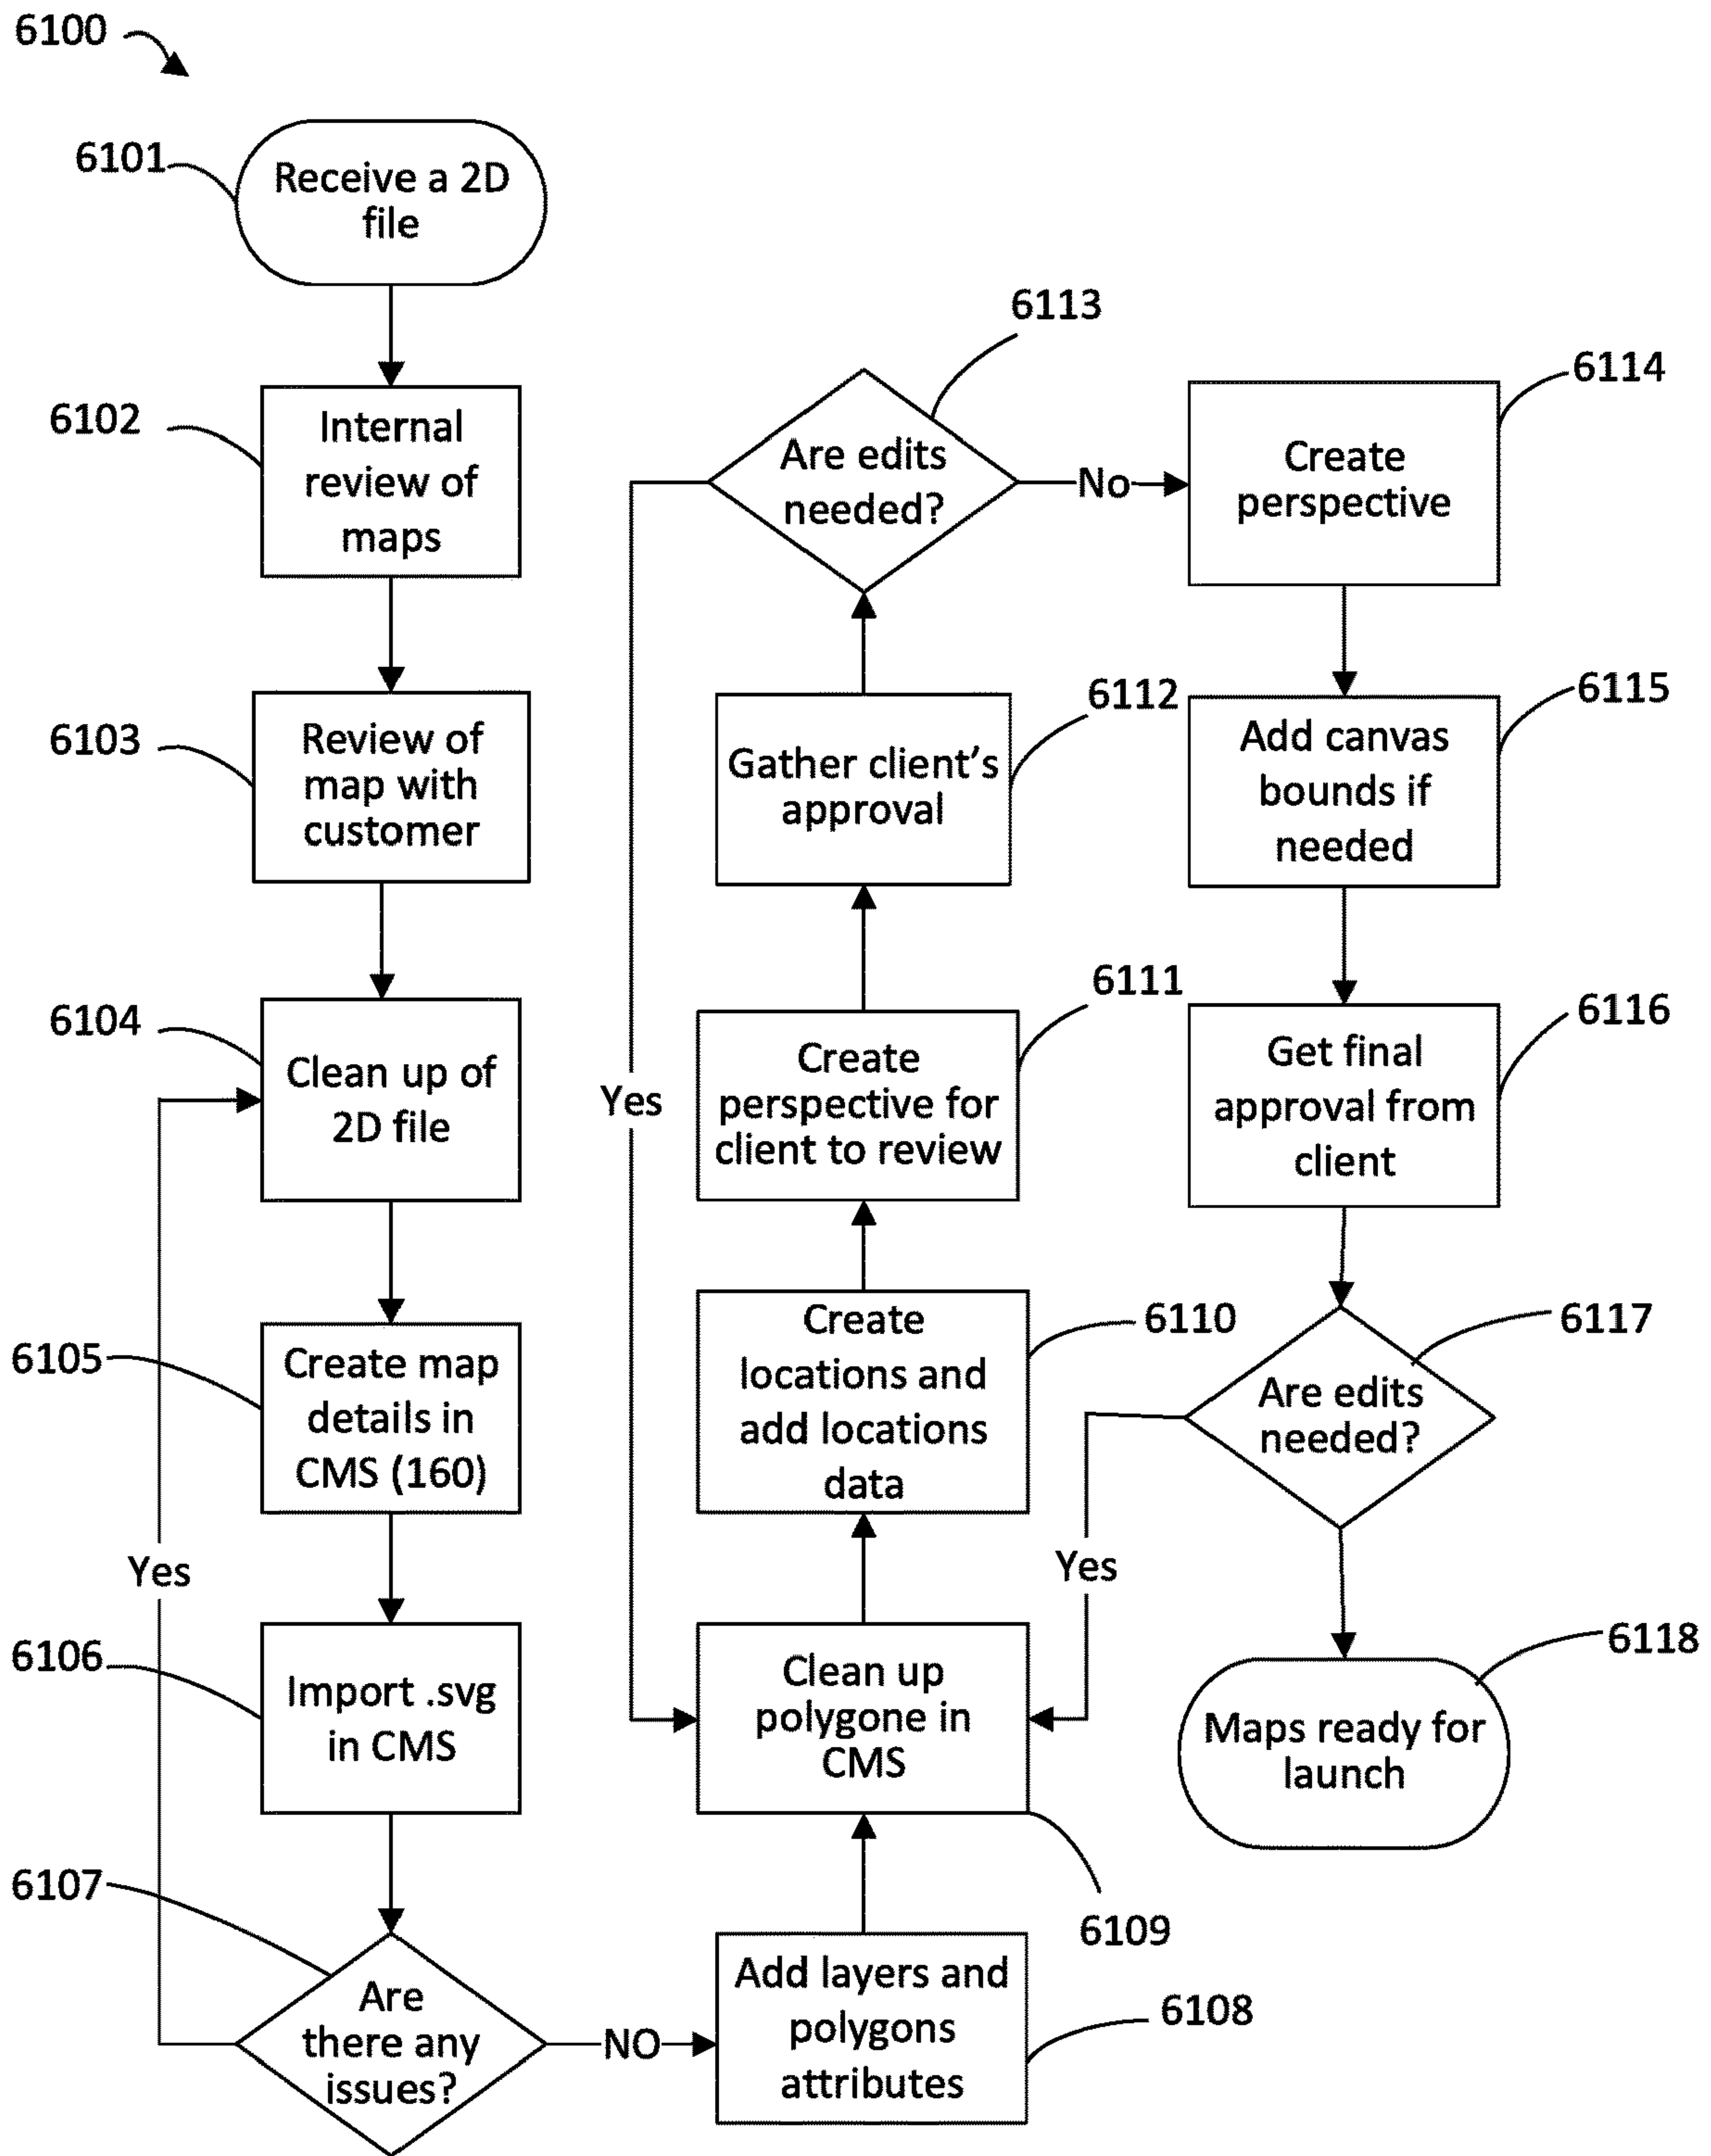 6100
6101
Receive a 2D
file
6102
Internal
review of
maps
6103
Review of
map with
customer
6104
Clean up of
2D file
6105
Create map
details in
CMS (160)
Yes
6106
Import .svg
in CMS
6107
Are
there any
issues?
NO
6108
Add layers and
polygons
attributes
6109
Clean up
polygone in
CMS
6110
Create
locations and
add locations
data
6111
Create
perspective for
client to review
6112
Gather client’s
approval
6113
Are edits
needed?
Yes
No
6114
Create
perspective
6115
Add canvas
bounds if
needed
6116
Get final
approval from
client
6117
Are edits
needed?
Yes
6118
Maps ready for
launch